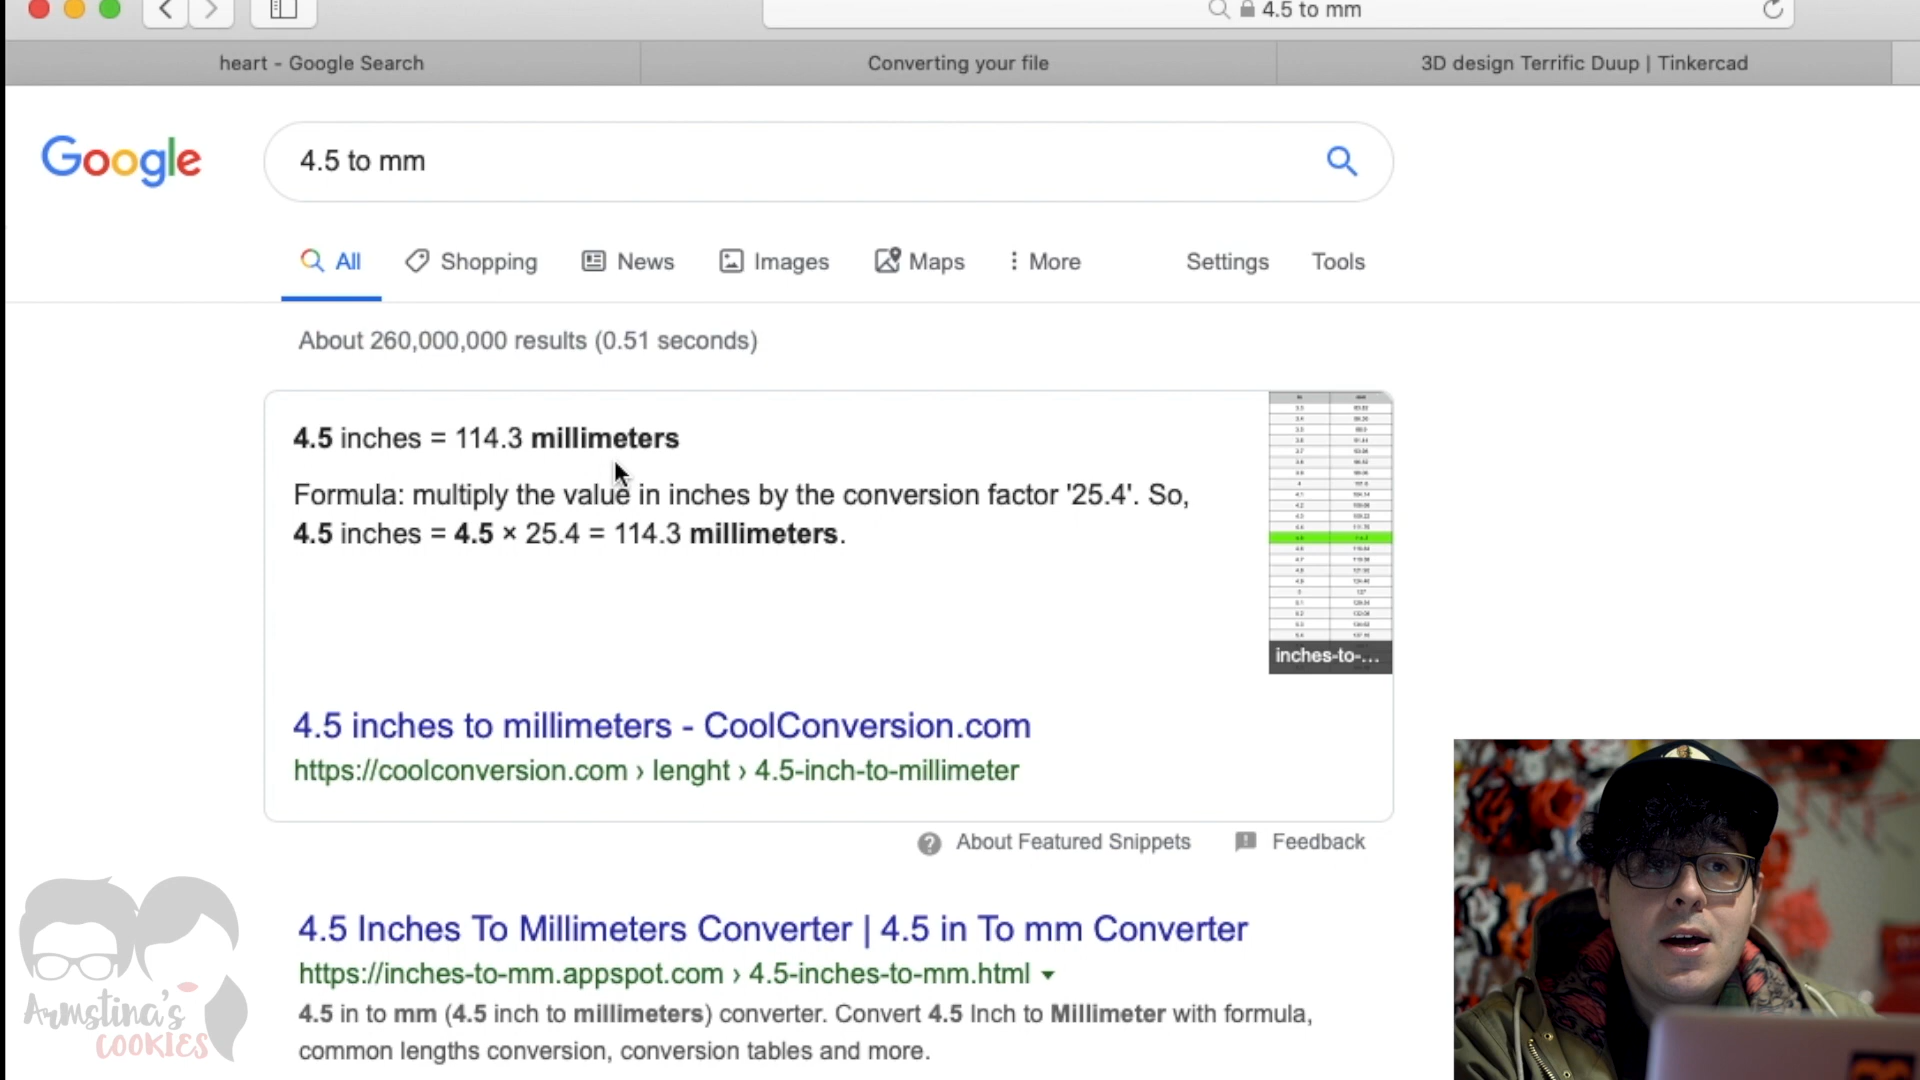 4.5 to mm
heart - Google Search
Converting your file
3D design Terrific Duup | Tinkercad
Google
4.5 to mm
All
Shopping
News
Images
Maps
More
Settings
Tools
About 260,000,000 results (0.51 seconds)
4.5 inches = 114.3 millimeters
Formula: multiply the value in inches by the conversion factor '25.4'. So,
4.5 inches = 4.5 × 25.4 = 114.3 millimeters.
inches-to-...
4.5 inches to millimeters - CoolConversion.com
https://coolconversion.com › lenght › 4.5-inch-to-millimeter
About Featured Snippets
Feedback
4.5 Inches To Millimeters Converter | 4.5 in To mm Converter
https://inches-to-mm.appspot.com › 4.5-inches-to-mm.html
4.5 in to mm (4.5 inch to millimeters) converter. Convert 4.5 Inch to Millimeter with formula,
common lengths conversion, conversion tables and more.
Armstina's
COOKIES